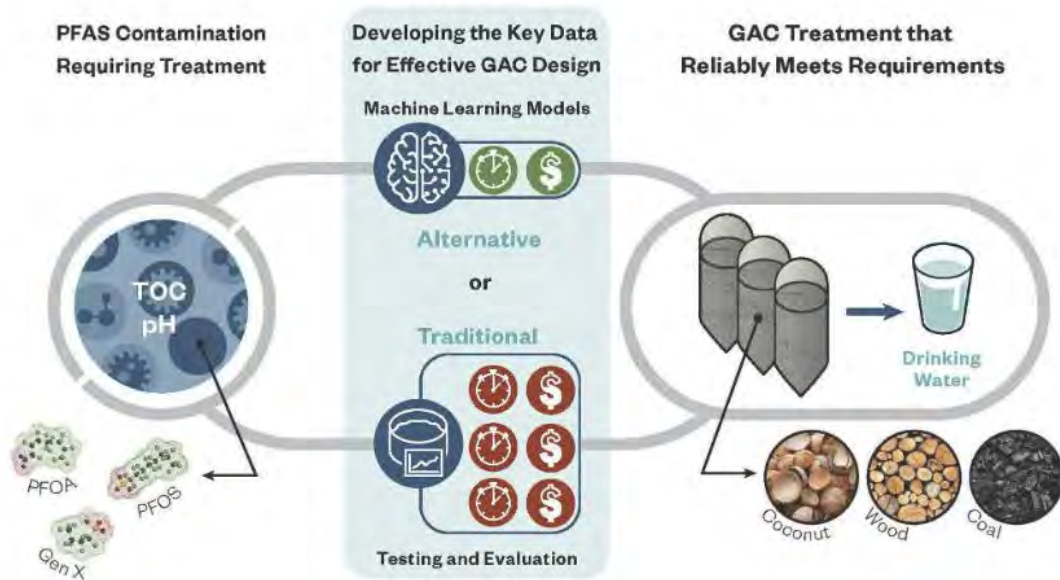 PFAS Contamination
Requiring Treatment
Developing the Key Data
for Effective GAC Design
Machine Learning Models
GAC Treatment that
Reliably Meets Requirements
TOC
pH
$
Alternative
or
Traditional
$
$
$
Testing and Evaluation
Drinking
Water
PFOA
PFOS
Gen X
Coconut
Wood
Coal